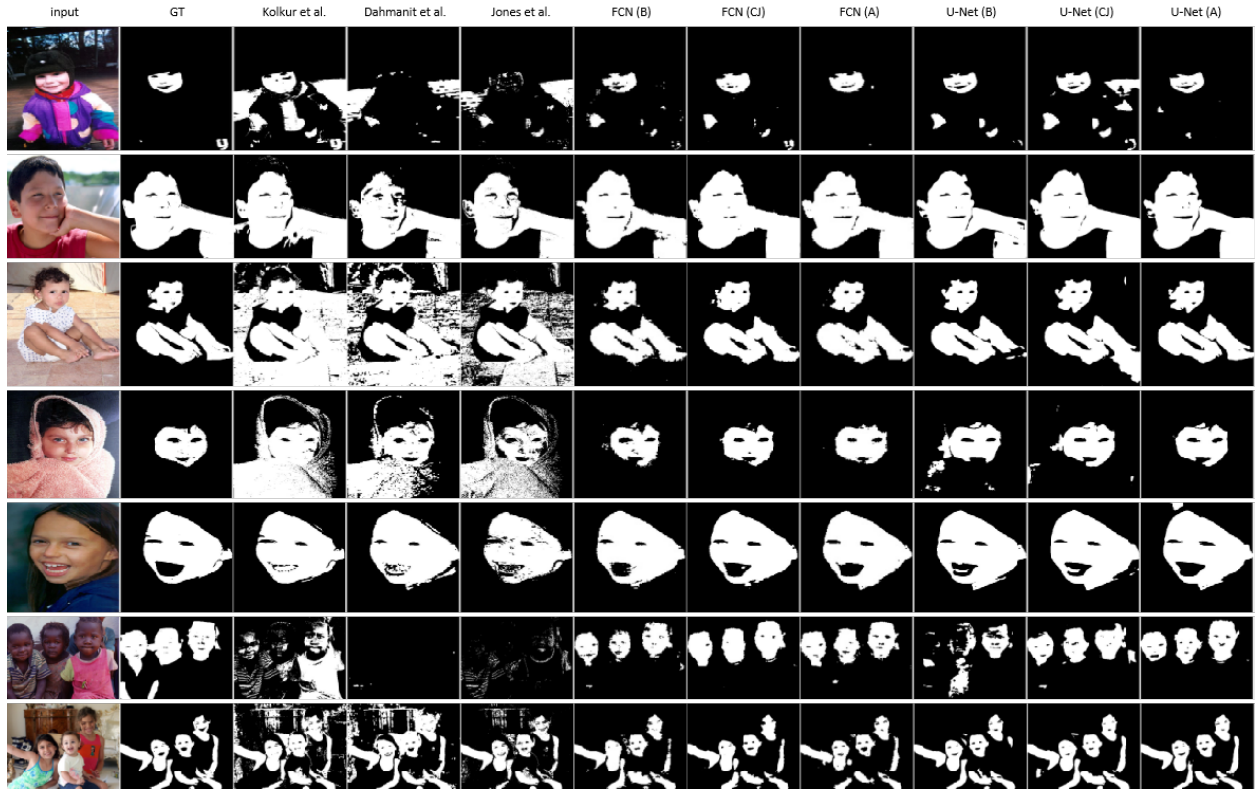 input GT Kolkur et al. Dahmanit et al. Jones et al. FCN (B) FCN (CJ) FCN (A) U-Net (B) U-Net (CJ) U-Net (A)